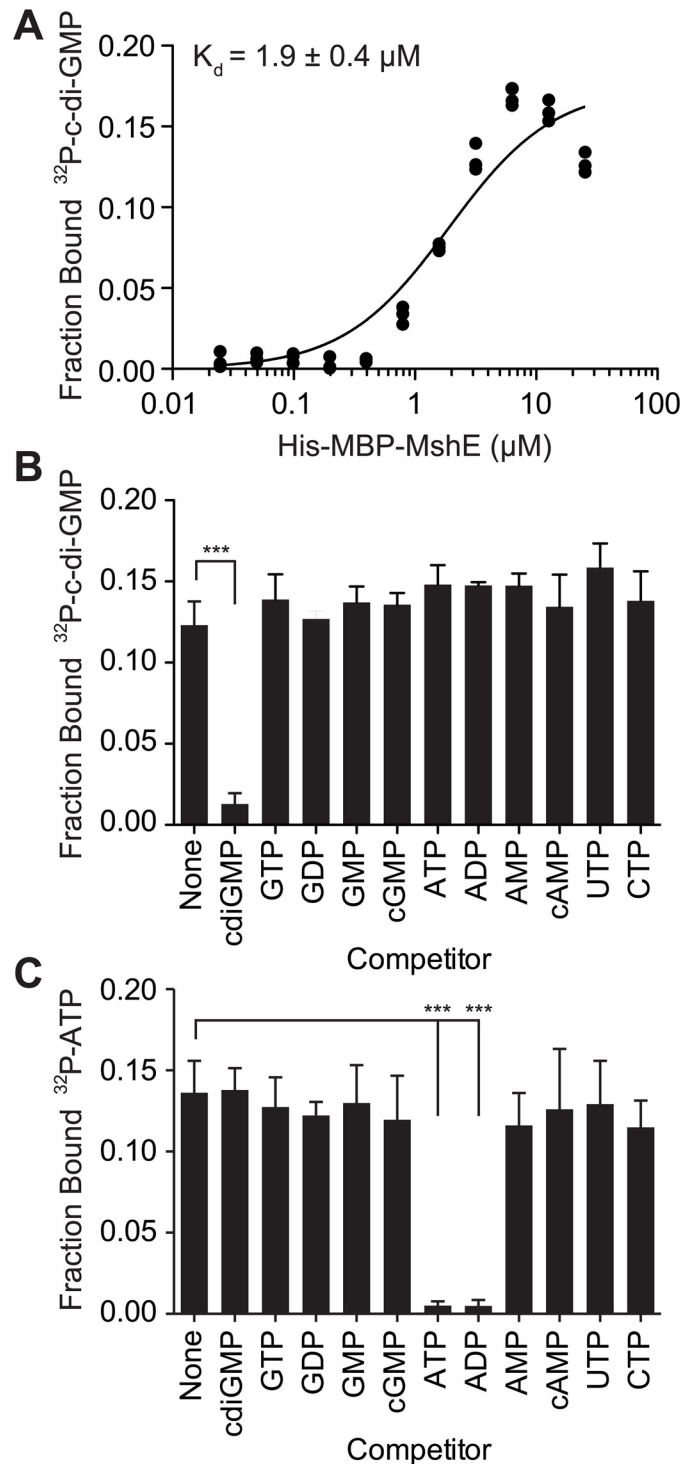 A
Fraction Bound ³²P-c-di-GMP
K_d = 1.9 ± 0.4 µM
0.20
0.15
0.10
0.05
0.00
0.01 0.1 1 10 100
His-MBP-MshE (µM)
B
Fraction Bound ³²P-c-di-GMP
0.20
0.15
0.10
0.05
0.00
***
None cdiGMP GTP GDP GMP cGMP ATP ADP AMP cAMP UTP CTP
Competitor
C
Fraction Bound ³²P-ATP
0.20
0.15
0.10
0.05
0.00
*** ***
None cdiGMP GTP GDP GMP cGMP ATP ADP AMP cAMP UTP CTP
Competitor